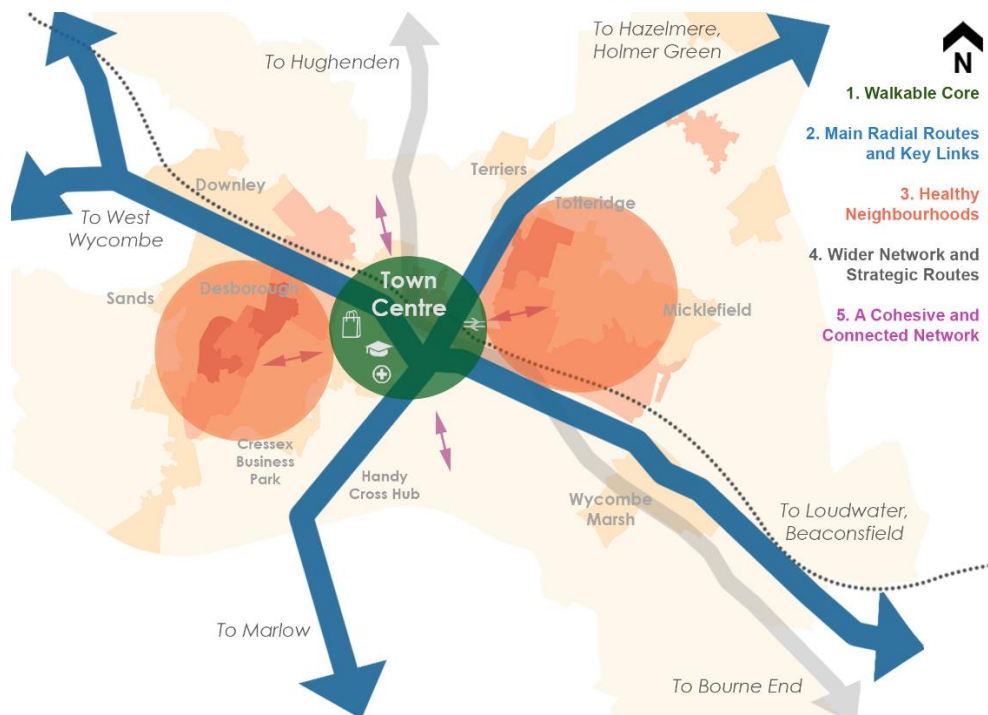 To Hughenden
To Hazelmere,
Holmer Green
N
1. Walkable Core
2. Main Radial Routes
and Key Links
3. Healthy
Neighbourhoods
4. Wider Network and
Strategic Routes
5. A Cohesive and
Connected Network
Terriers
Downley
Totteridge
To West
Wycombe
Town
Centre
Sands
Desborough
Micklefield
Cressex
Business
Park
Handy
Cross Hub
Wycombe
Marsh
To Loudwater,
Beaconsfield
To Marlow
To Bourne End